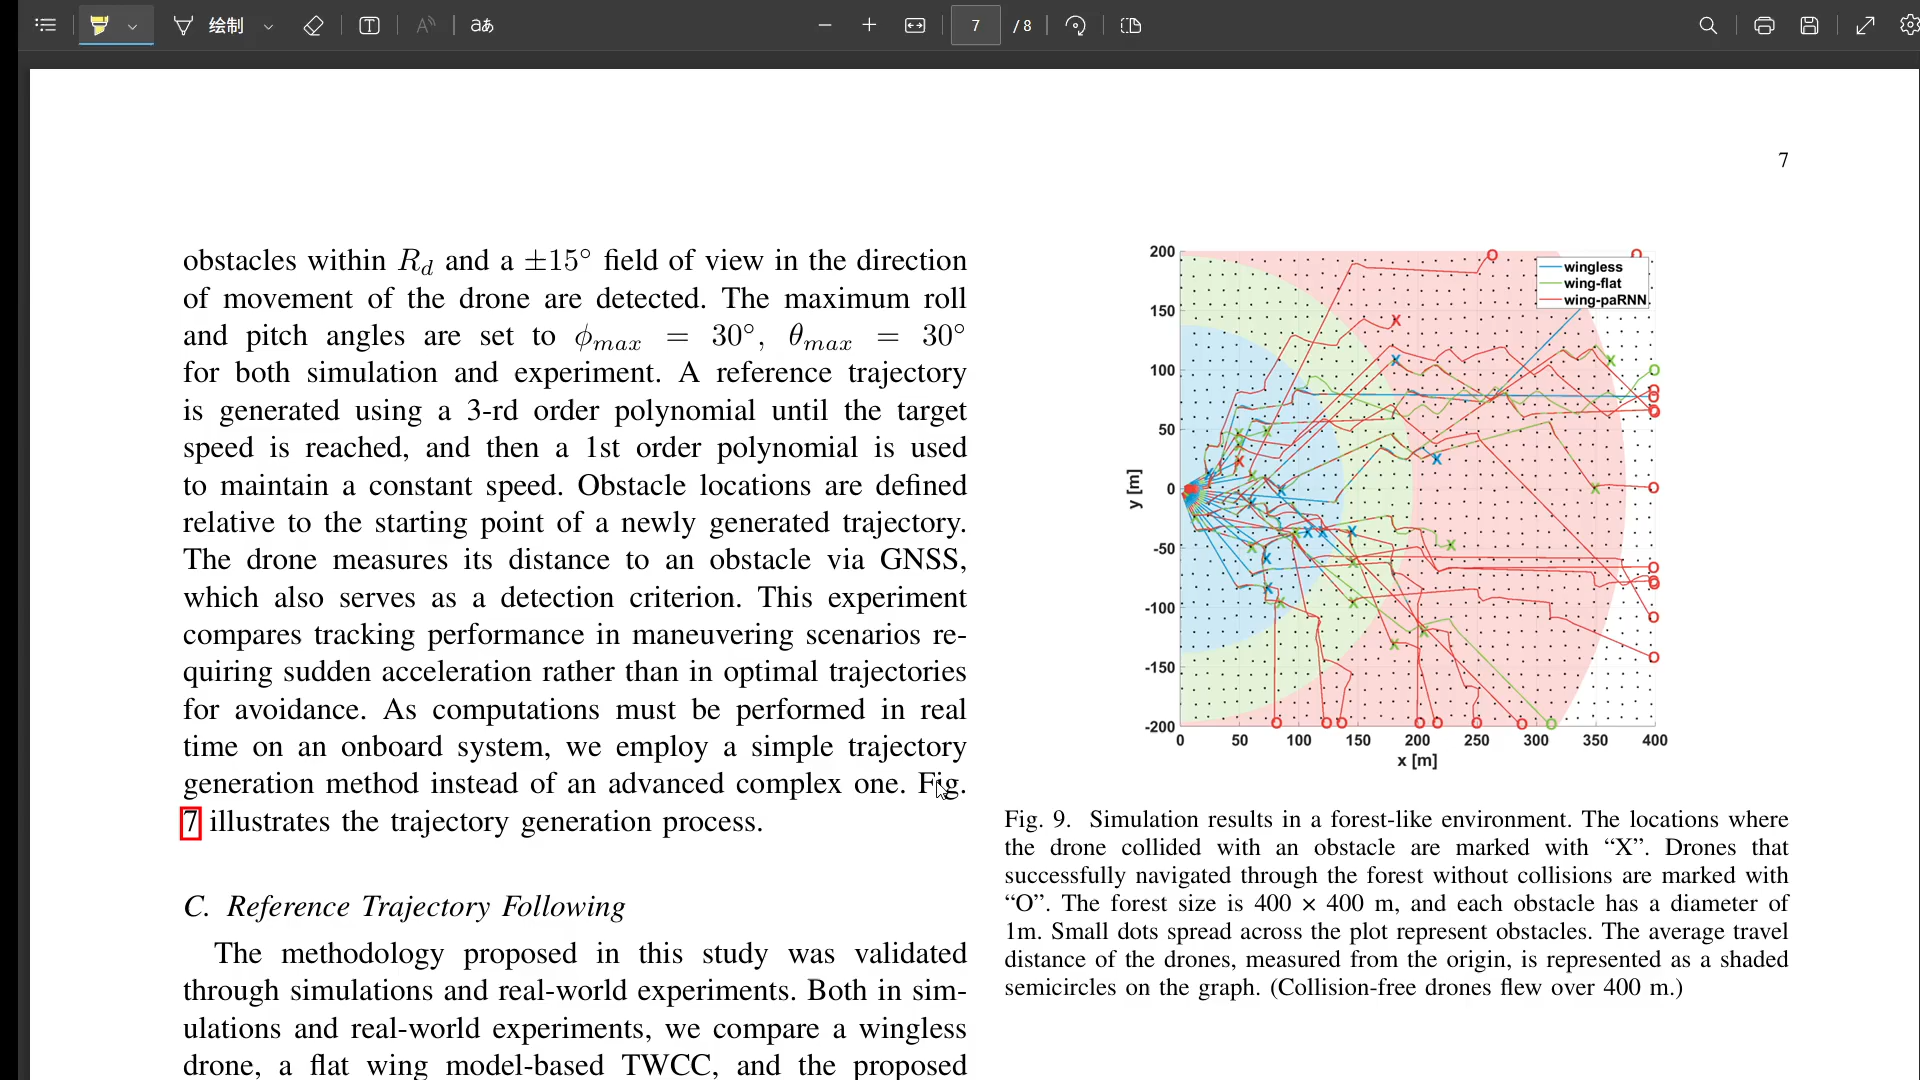 绘制
aあ
7
/ 8
7
obstacles within R_d and a ±15° field of view in the direction
of movement of the drone are detected. The maximum roll
and pitch angles are set to ϕ_max = 30°, θ_max = 30°
for both simulation and experiment. A reference trajectory
is generated using a 3-rd order polynomial until the target
speed is reached, and then a 1st order polynomial is used
to maintain a constant speed. Obstacle locations are defined
relative to the starting point of a newly generated trajectory.
The drone measures its distance to an obstacle via GNSS,
which also serves as a detection criterion. This experiment
compares tracking performance in maneuvering scenarios re-
quiring sudden acceleration rather than in optimal trajectories
for avoidance. As computations must be performed in real
time on an onboard system, we employ a simple trajectory
generation method instead of an advanced complex one. Fig.
7 illustrates the trajectory generation process.
C. Reference Trajectory Following
The methodology proposed in this study was validated
through simulations and real-world experiments. Both in sim-
ulations and real-world experiments, we compare a wingless
drone, a flat wing model-based TWCC, and the proposed
wingless
wing-flat
wing-paRNN
200
150
100
50
0
-50
-100
-150
-200
y [m]
0 50 100 150 200 250 300 350 400
x [m]
Fig. 9. Simulation results in a forest-like environment. The locations where
the drone collided with an obstacle are marked with “X”. Drones that
successfully navigated through the forest without collisions are marked with
“O”. The forest size is 400 × 400 m, and each obstacle has a diameter of
1m. Small dots spread across the plot represent obstacles. The average travel
distance of the drones, measured from the origin, is represented as a shaded
semicircles on the graph. (Collision-free drones flew over 400 m.)